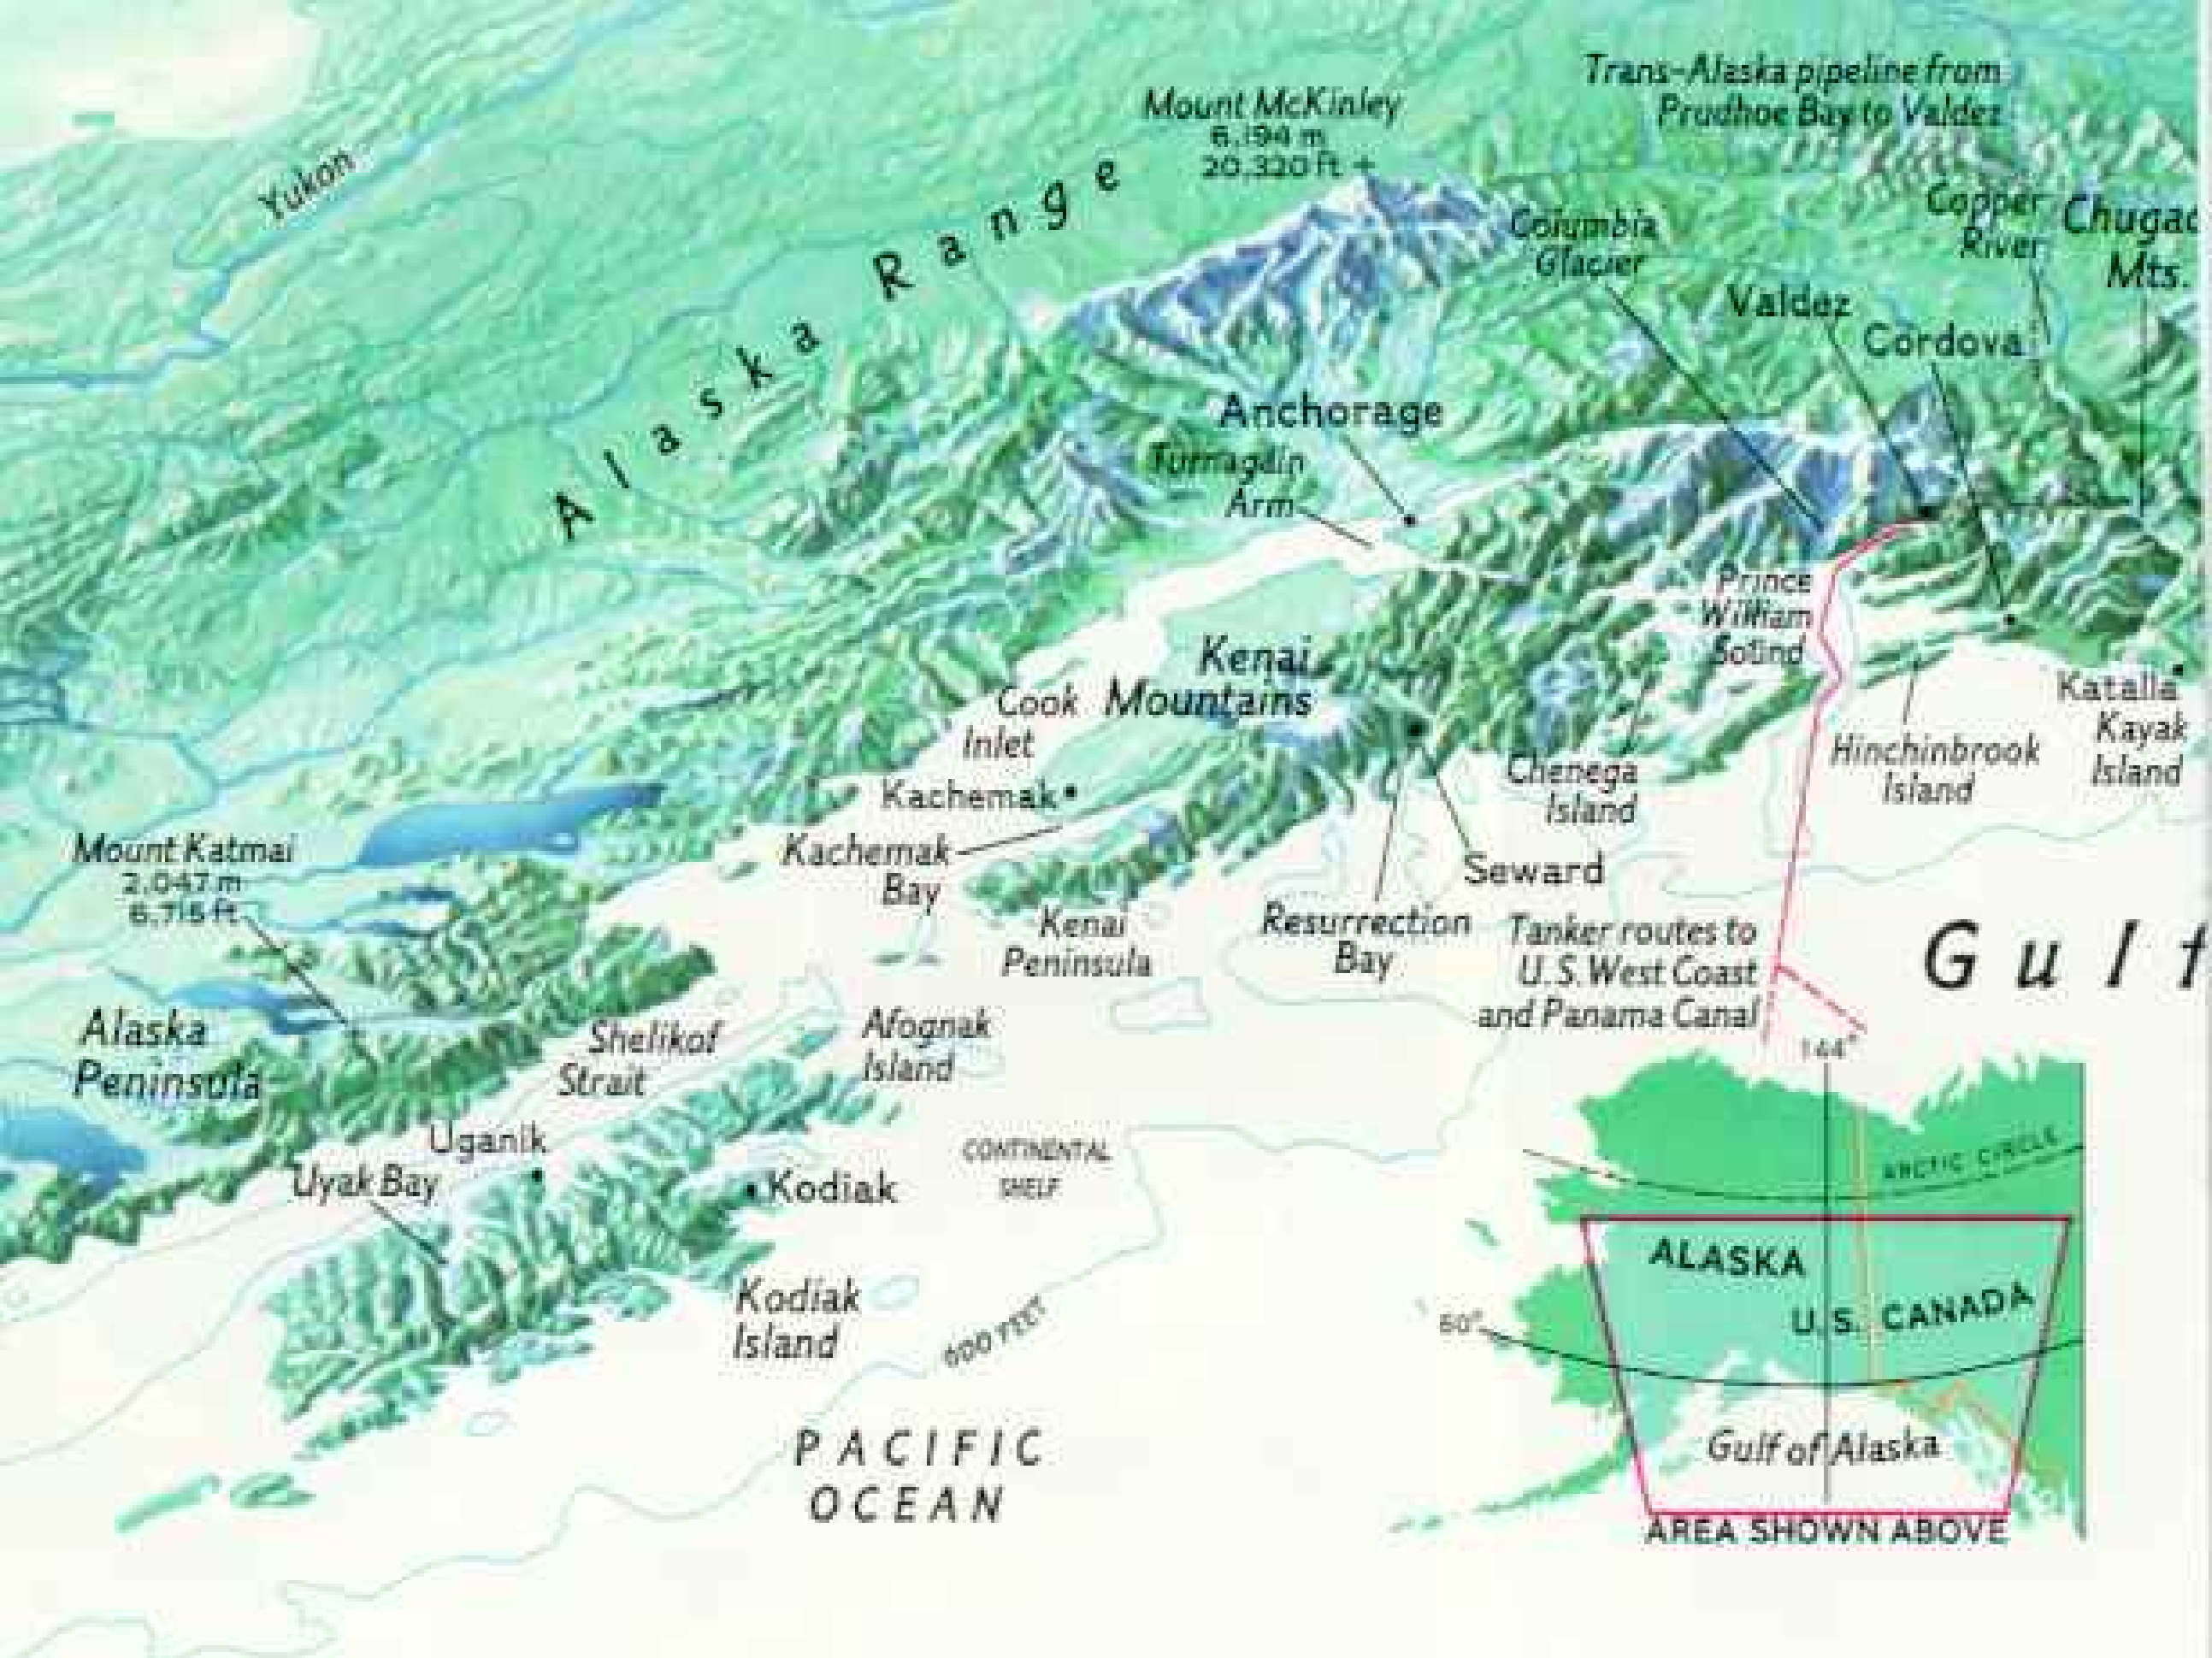 Trans-Alaska pipeline from
Prudhoe Bay to Valdez
Mount McKinley
6,194 m
20,320 ft +
Yukon
Alaska Range
Columbia
Glacier
Copper
River
Chugac
Mts.
Valdez
Cordova
Anchorage
Turnagain
Arm
Prince
William
Sound
Kenai
Mountains
Cook
Inlet
Katalla
Kayak
Island
Hinchinbrook
Island
Chenega
Island
Kachemak
Kachemak
Bay
Mount Katmai
2,047 m
6,715 ft
Seward
Kenai
Peninsula
Resurrection
Bay
Tanker routes to
U.S. West Coast
and Panama Canal
Gulf
Alaska
Peninsula
Shelikof
Strait
Afognak
Island
144°
Uganik
Uyak Bay
Kodiak
CONTINENTAL
SHELF
ARCTIC CIRCLE
ALASKA
U.S. CANADA
60°
Kodiak
Island
600 FEET
Gulf of Alaska
PACIFIC
OCEAN
AREA SHOWN ABOVE